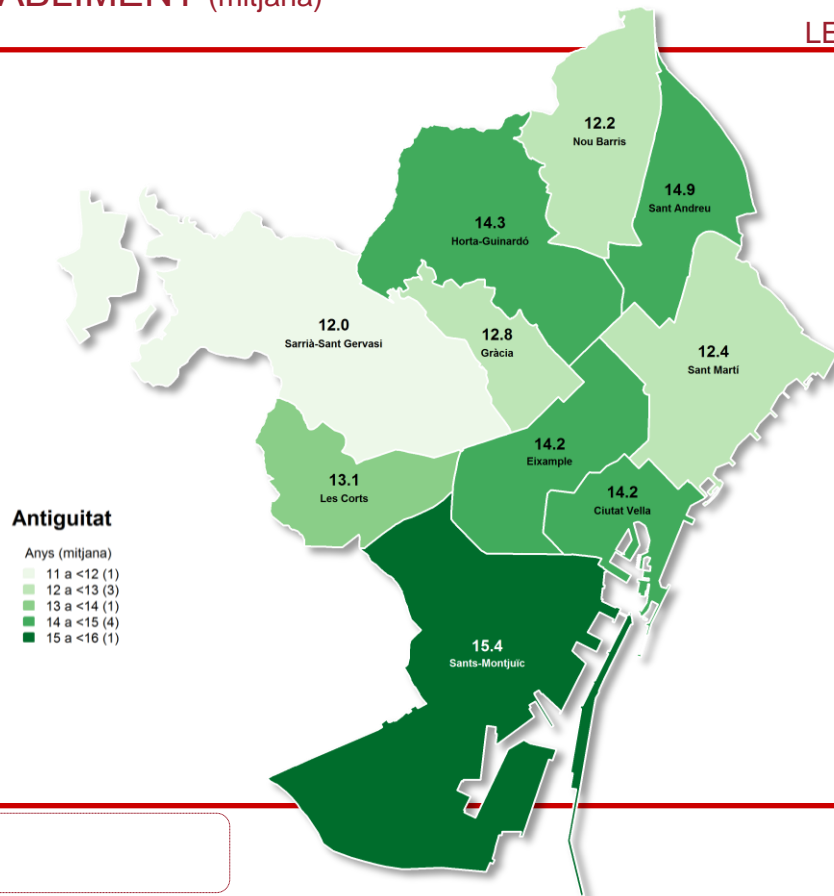 (mitjana)
LE
12.2
Nou Barris
14.9
Sant Andreu
14.3
Horta-Guinardó
12.0
Sarrià-Sant Gervasi
12.8
Gràcia
12.4
Sant Martí
14.2
Eixample
13.1
Les Corts
14.2
Ciutat Vella
15.4
Sants-Montjuïc
Antiguitat
Anys (mitjana)
11 a <12 (1)
12 a <13 (3)
13 a <14 (1)
14 a <15 (4)
15 a <16 (1)